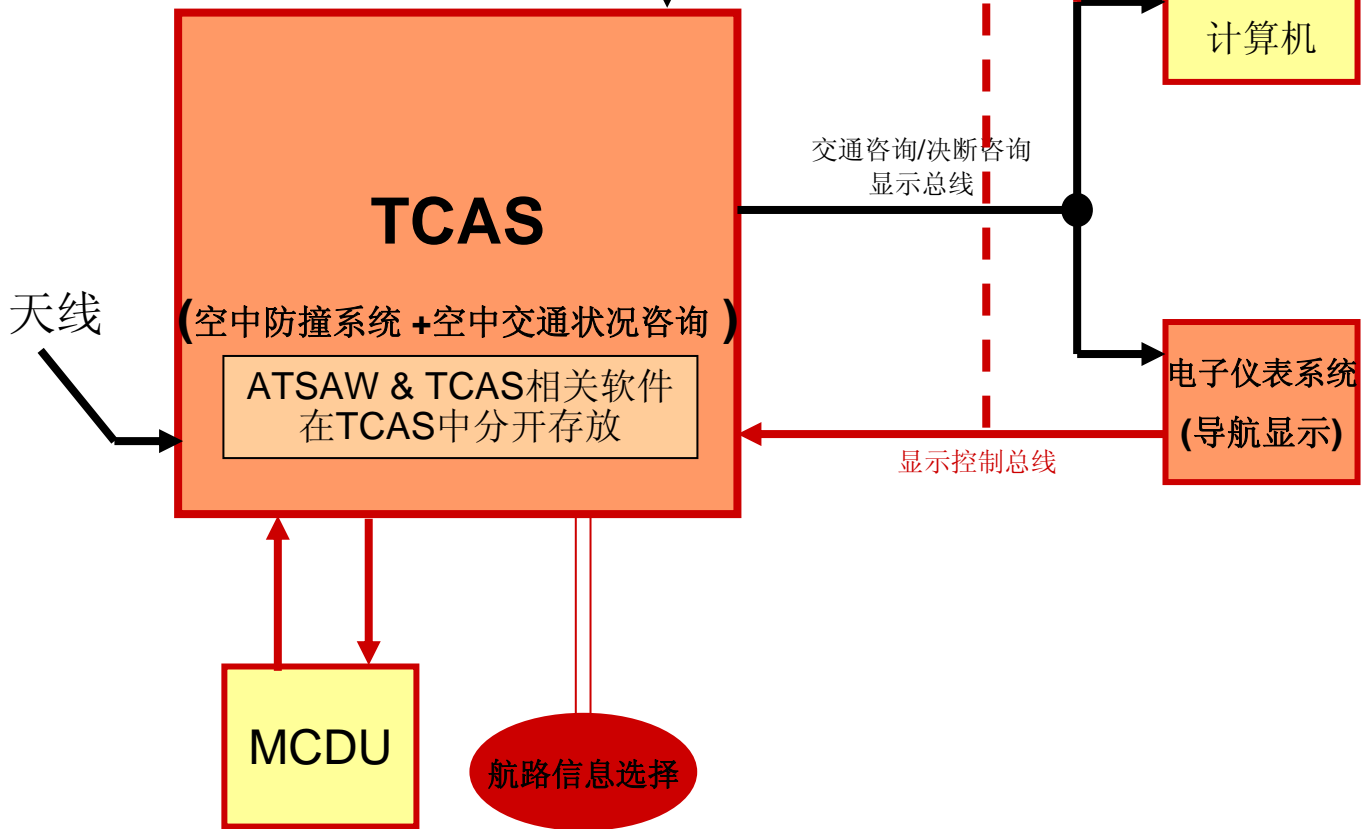 计算机
交通咨询/决断咨询
显示总线
TCAS
天线
(空中防撞系统 +空中交通状况咨询 )
ATSAW & TCAS相关软件
在TCAS中分开存放
电子仪表系统
(导航显示)
显示控制总线
MCDU
航路信息选择